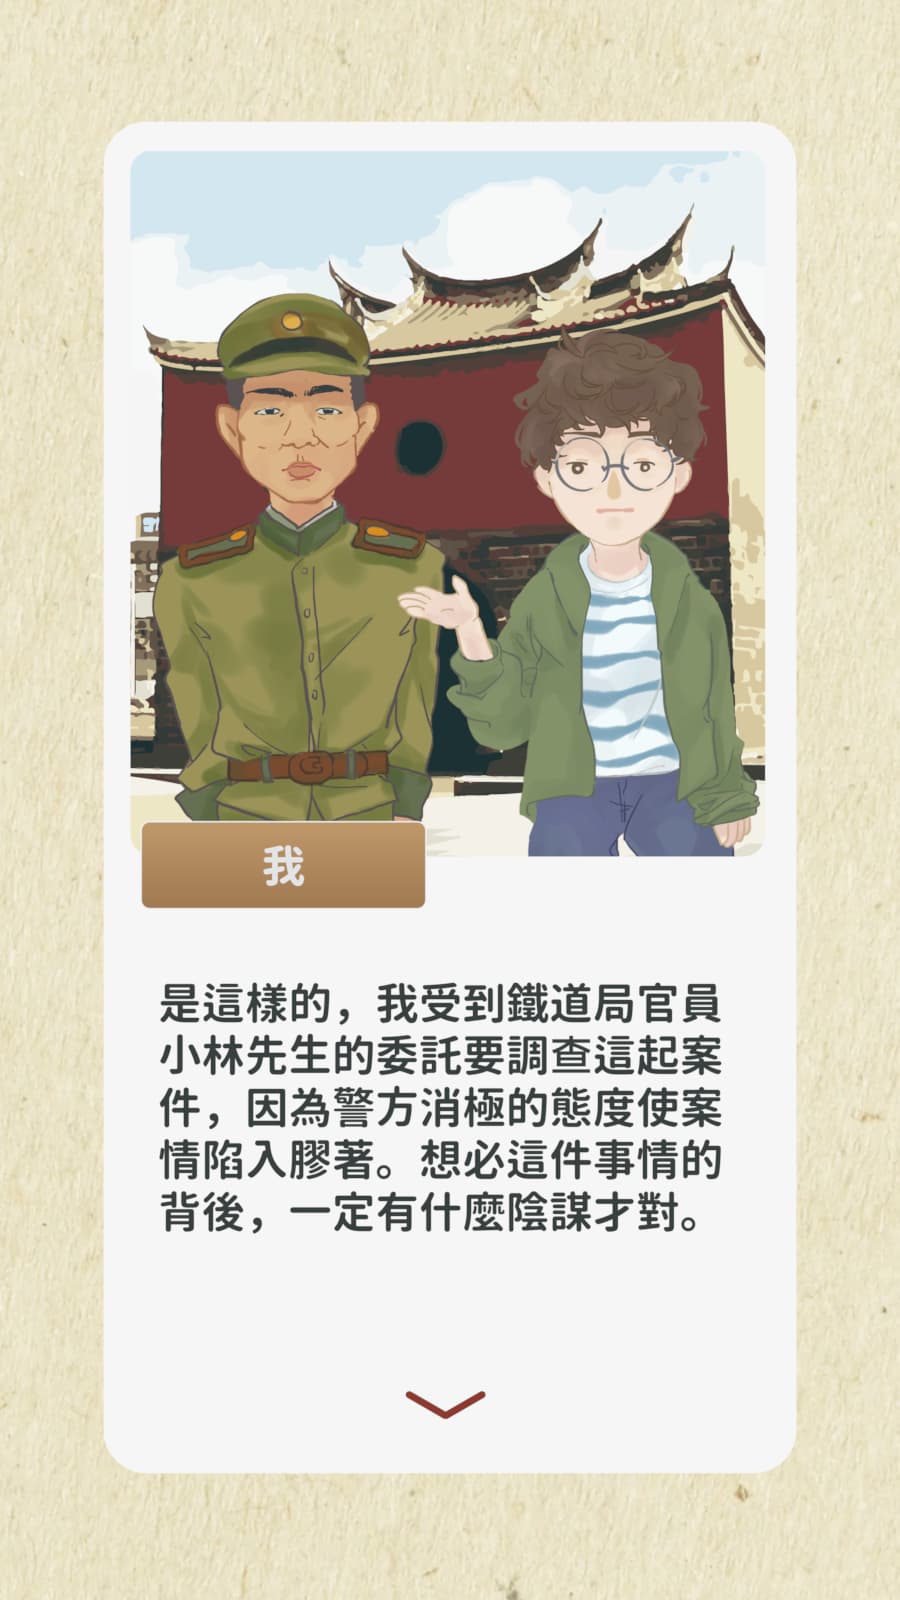 我
是這樣的，我受到鐵道局官員
小林先生的委託要調查這起案
件，因為警方消極的態度使案
情陷入膠著。想必這件事情的
背後，一定有什麼陰謀才對。